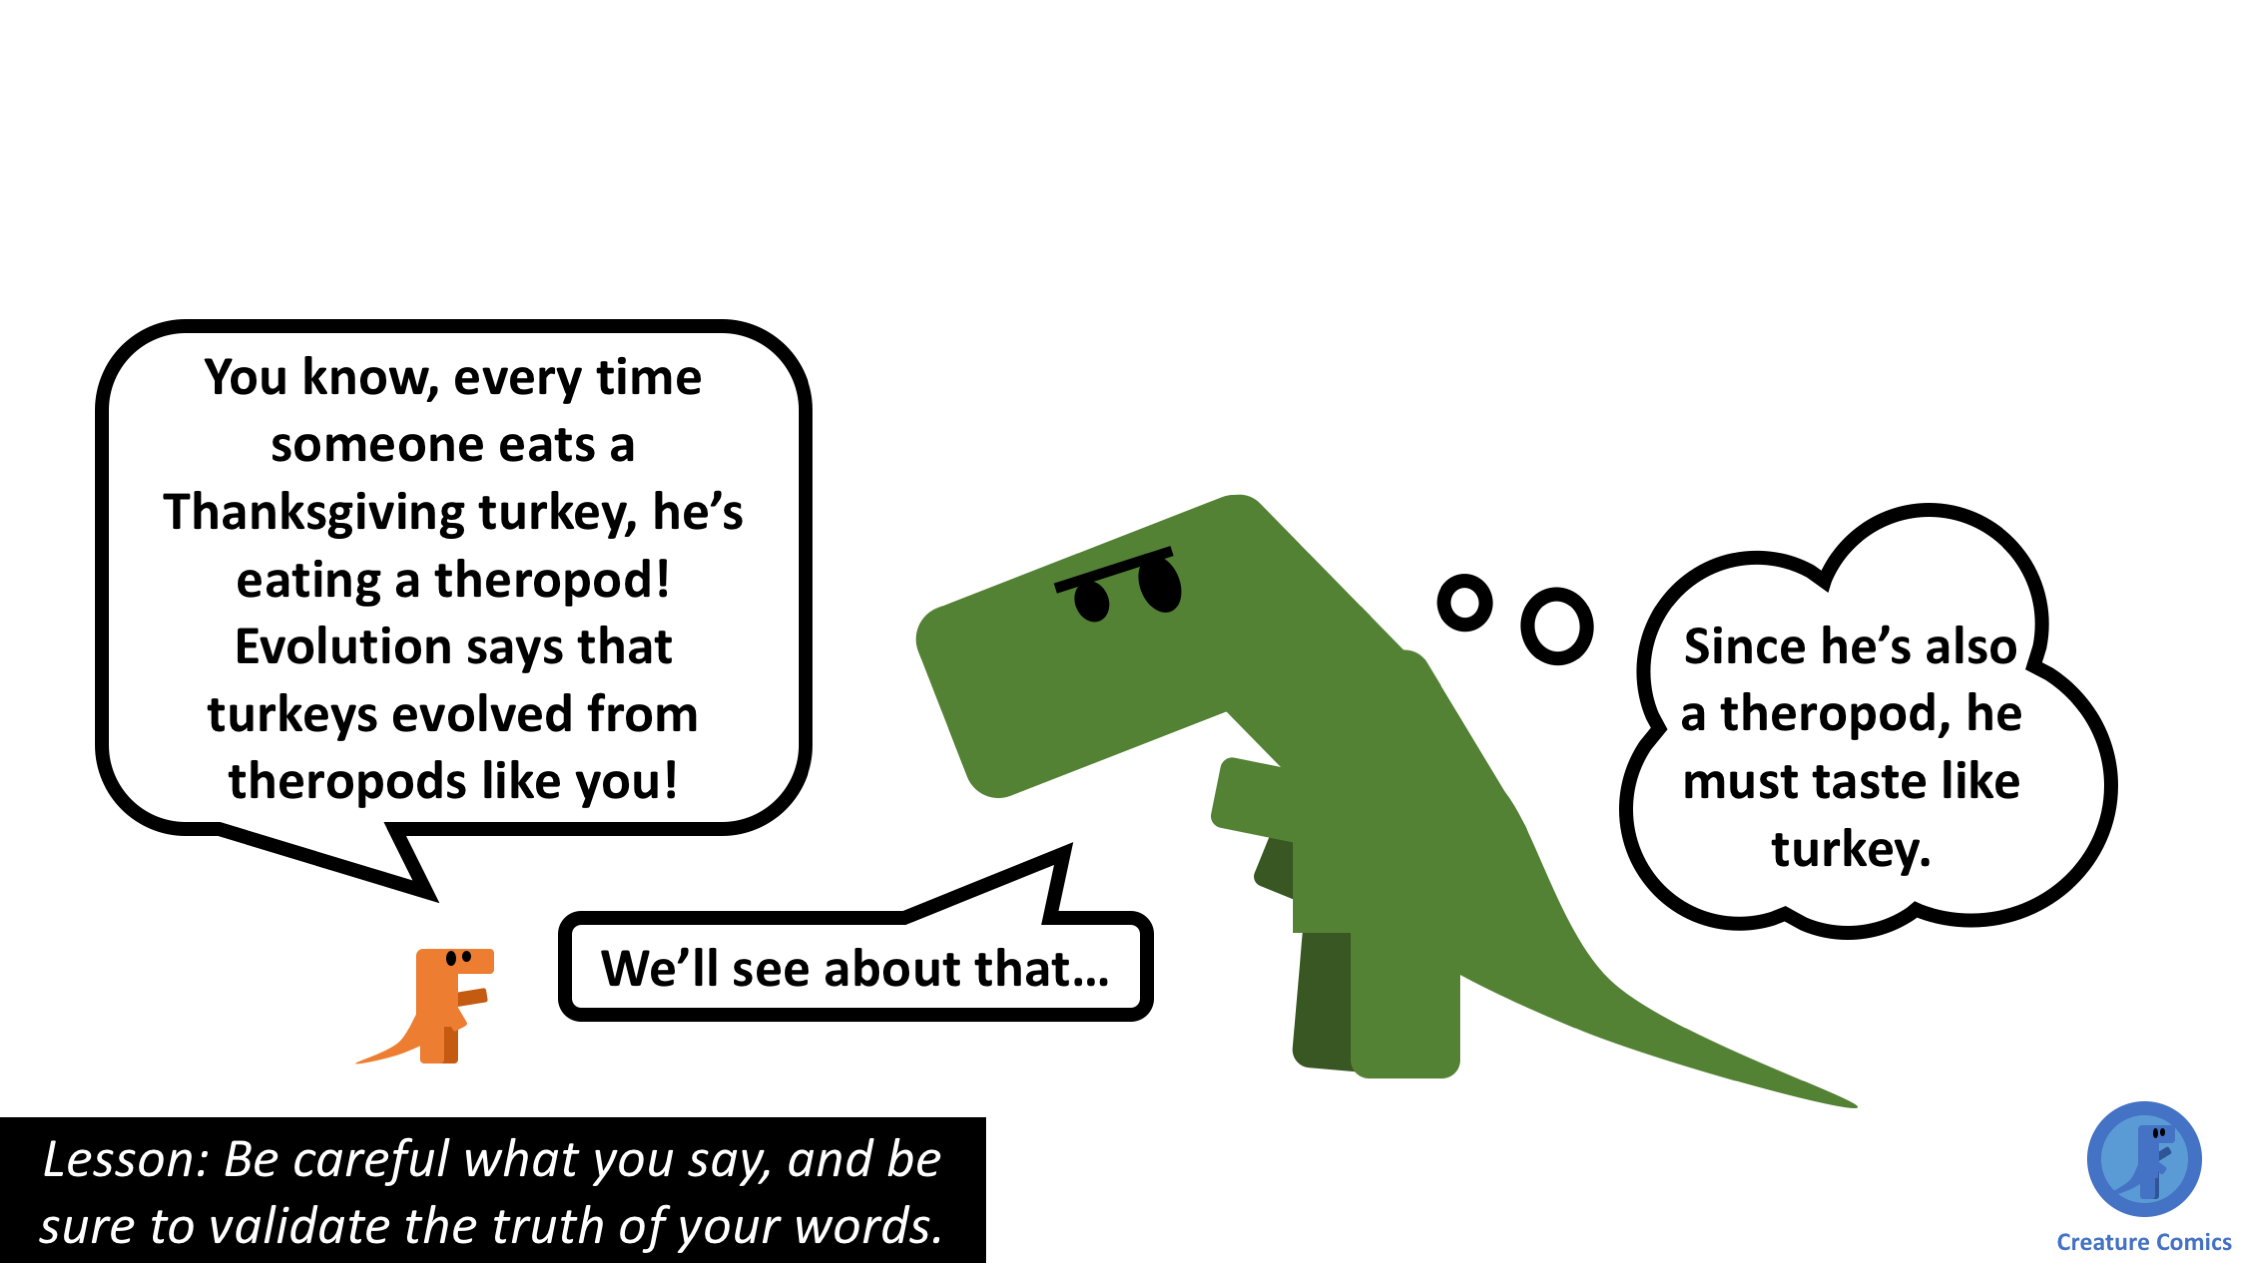 You know, every time
someone eats a
Thanksgiving turkey, he’s
eating a theropod!
Evolution says that
turkeys evolved from
theropods like you!
We’ll see about that…
Since he’s also
a theropod, he
must taste like
turkey.
Lesson: Be careful what you say, and be
sure to validate the truth of your words.
Creature Comics